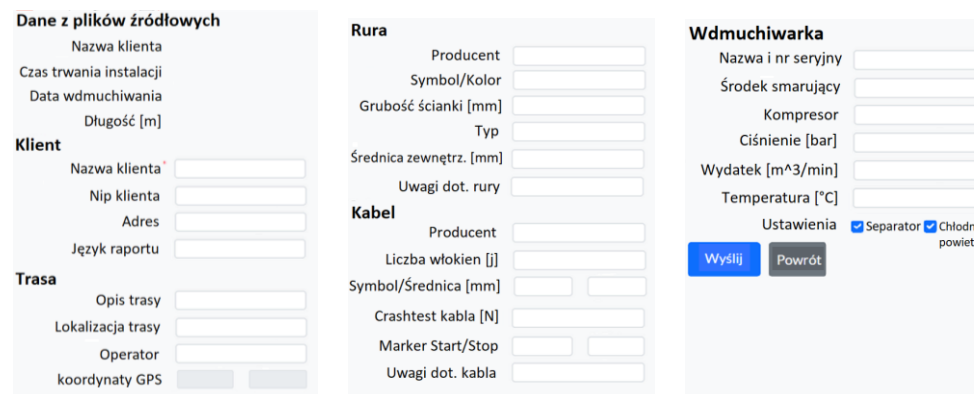 Dane z plików źródłowych
Nazwa klienta
Czas trwania instalacji
Data wdmuchiwania
Długość [m]
Klient
Nazwa klienta*
Nip klienta
Adres
Język raportu
Trasa
Opis trasy
Lokalizacja trasy
Operator
koordynaty GPS
Rura
Producent
Symbol/Kolor
Grubość ścianki [mm]
Typ
Średnica zewnętrz. [mm]
Uwagi dot. rury
Kabel
Producent
Liczba włokien [j]
Symbol/Średnica [mm]
Crashtest kabla [N]
Marker Start/Stop
Uwagi dot. kabla
Wdmuchiwarka
Nazwa i nr seryjny
Środek smarujący
Kompresor
Ciśnienie [bar]
Wydatek [m^3/min]
Temperatura [°C]
Ustawienia Separator
Wyślij Powrót